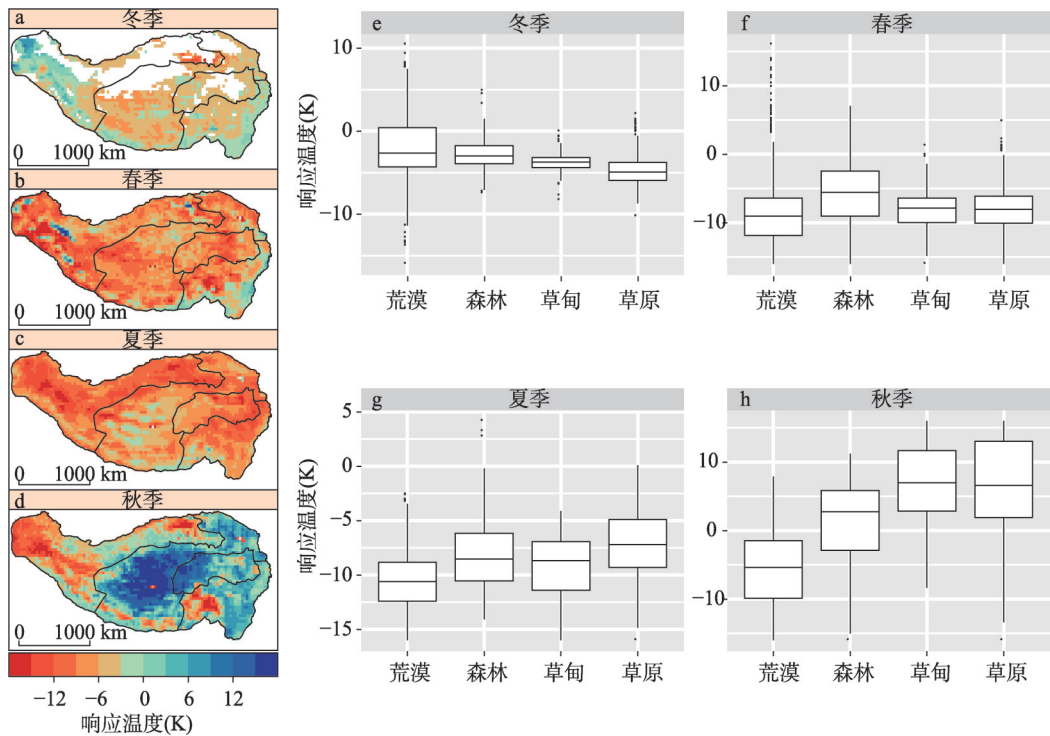 a 冬季
0 1000 km
b 春季
0 1000 km
c 夏季
0 1000 km
d 秋季
0 1000 km
−12 −6 0 6 12
响应温度(K)
e 冬季
响应温度(K)
10
0
−10
荒漠 森林 草甸 草原
f 春季
10
0
−10
荒漠 森林 草甸 草原
g 夏季
响应温度(K)
5
0
−5
−10
−15
荒漠 森林 草甸 草原
h 秋季
10
0
−10
荒漠 森林 草甸 草原